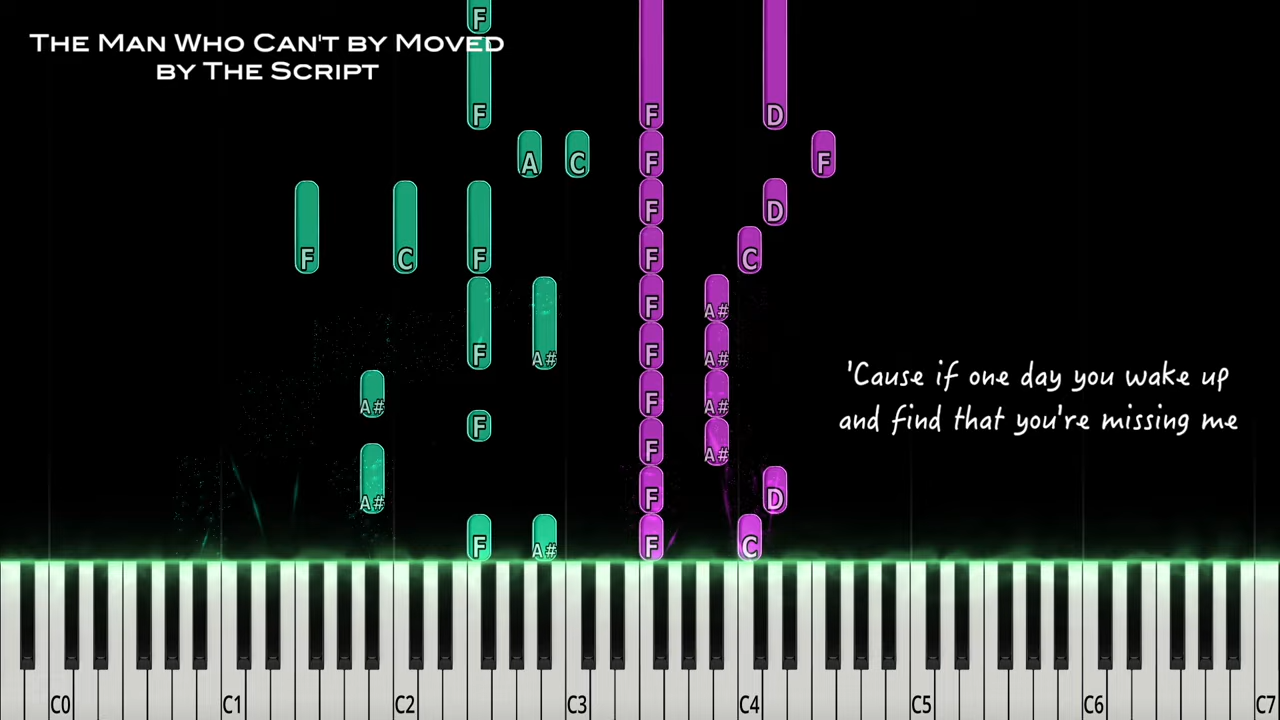 The Man Who Can't by Moved
by The Script
F
F F D
A C F F
F D
F C F F C
F A#
F A# F A#
A# F A#
F F A#
A# F D
F A# F C
'Cause if one day you wake up
and find that you're missing me
C0 C1 C2 C3 C4 C5 C6 C7